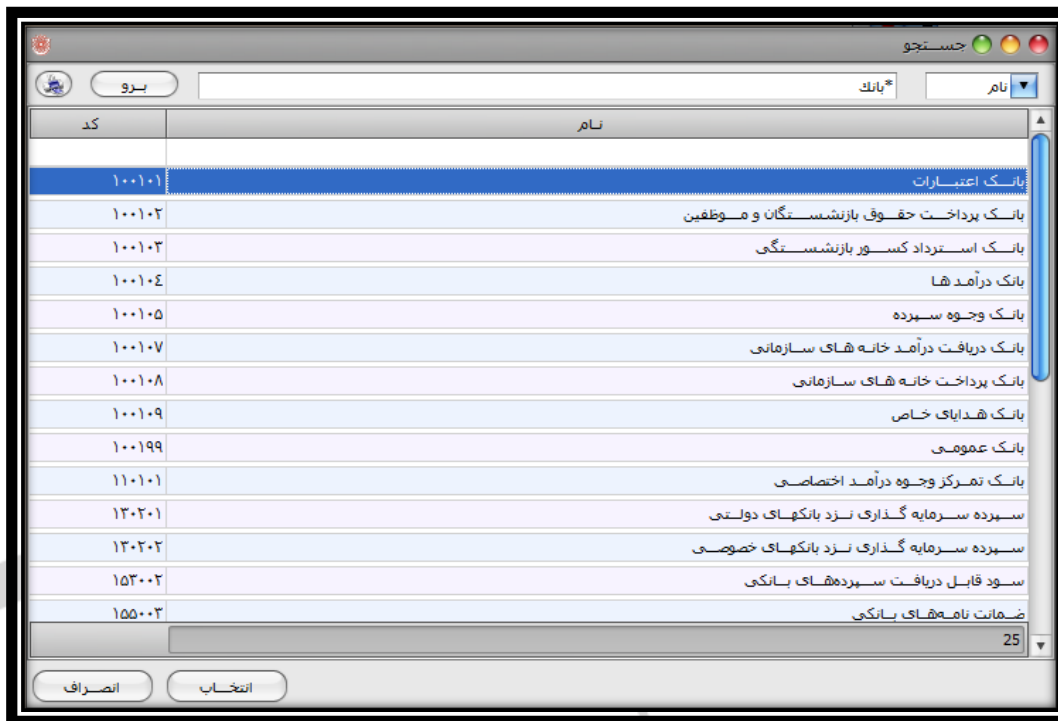 جستجو
نام *بانك برو
نام کد
بانک اعتبارات ۱۰۰۱۰۱
بانک پرداخت حقوق بازنشستگان و موظفین ۱۰۰۱۰۲
بانک استرداد کسور بازنشستگی ۱۰۰۱۰۳
بانک درآمد ها ۱۰۰۱۰٤
بانک وجوه سپرده ۱۰۰۱۰۵
بانک دریافت درآمد خانه های سازمانی ۱۰۰۱۰۷
بانک پرداخت خانه های سازمانی ۱۰۰۱۰۸
بانک هدایای خاص ۱۰۰۱۰۹
بانک عمومی ۱۰۰۱۹۹
بانک تمرکز وجوه درآمد اختصاصی ۱۱۰۱۰۱
سپرده سرمایه گذاری نزد بانکهای دولتی ۱۳۰۲۰۱
سپرده سرمایه گذاری نزد بانکهای خصوصی ۱۳۰۲۰۲
سود قابل دریافت سپرده‌های بانکی ۱۵۳۰۰۲
ضمانت نامه‌های بانکی ۱۵۵۰۰۳
25
انتخاب انصراف